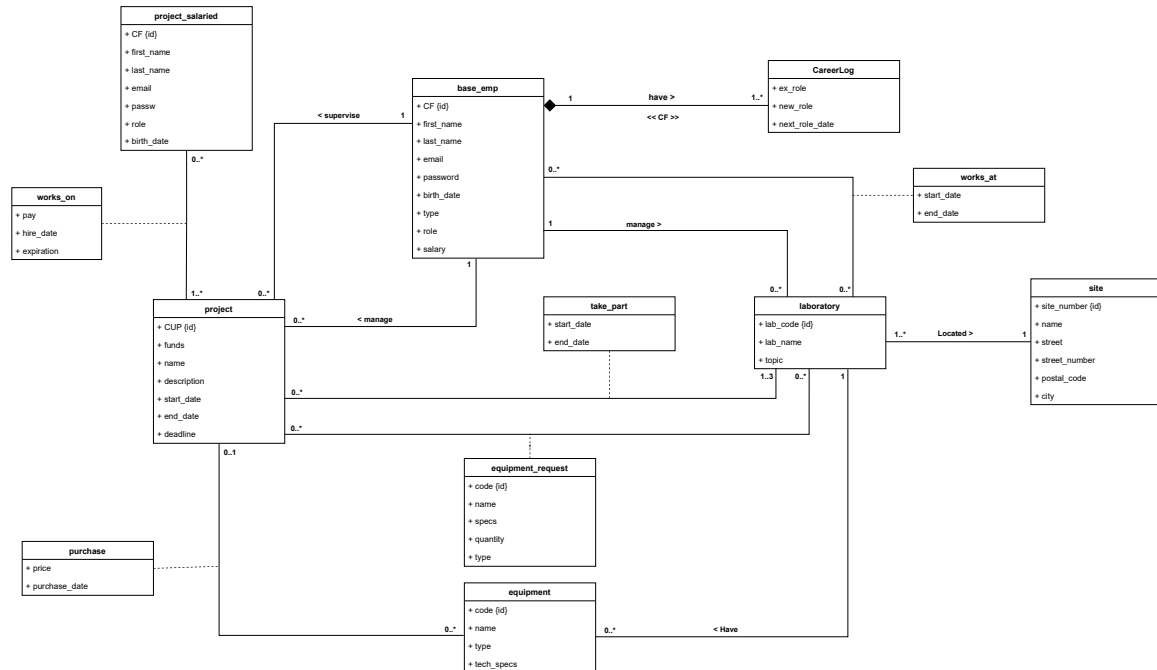 project_salaried
+ CF {id}
+ first_name
+ last_name
+ email
+ passw
+ role
+ birth_date
0..*
works_on
+ pay
+ hire_date
+ expiration
1..*
base_emp
+ CF {id}
+ first_name
+ last_name
+ email
+ password
+ birth_date
+ type
+ role
+ salary
< supervise
1
0..*
1
have >
1..*
<< CF >>
CareerLog
+ ex_role
+ new_role
+ next_role_date
0..*
0..*
works_at
+ start_date
+ end_date
1
manage >
0..*
1
< manage
0..*
project
+ CUP {id}
+ funds
+ name
+ description
+ start_date
+ end_date
+ deadline
take_part
+ start_date
+ end_date
0..*
1..3
laboratory
+ lab_code {id}
+ lab_name
+ topic
1..*
Located >
1
site
+ site_number {id}
+ name
+ street
+ street_number
+ postal_code
+ city
0..*
0..*
equipment_request
+ code {id}
+ name
+ specs
+ quantity
+ type
0..1
purchase
+ price
+ purchase_date
0..*
equipment
+ code {id}
+ name
+ type
+ tech_specs
0..*
< Have
1